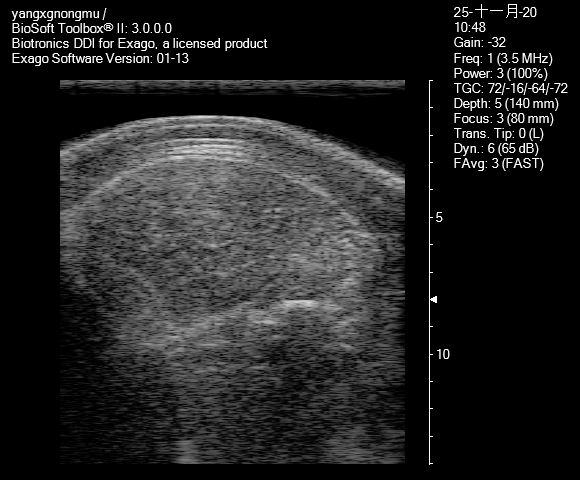 yangxgnongmu /
BioSoft Toolbox® II: 3.0.0.0
Biotronics DDI for Exago, a licensed product
Exago Software Version: 01-13
25-十一月-20
10:48
Gain: -32
Freq: 1 (3.5 MHz)
Power: 3 (100%)
TGC: 72/-16/-64/-72
Depth: 5 (140 mm)
Focus: 3 (80 mm)
Trans. Tip: 0 (L)
Dyn.: 6 (65 dB)
FAvg: 3 (FAST)
5
10